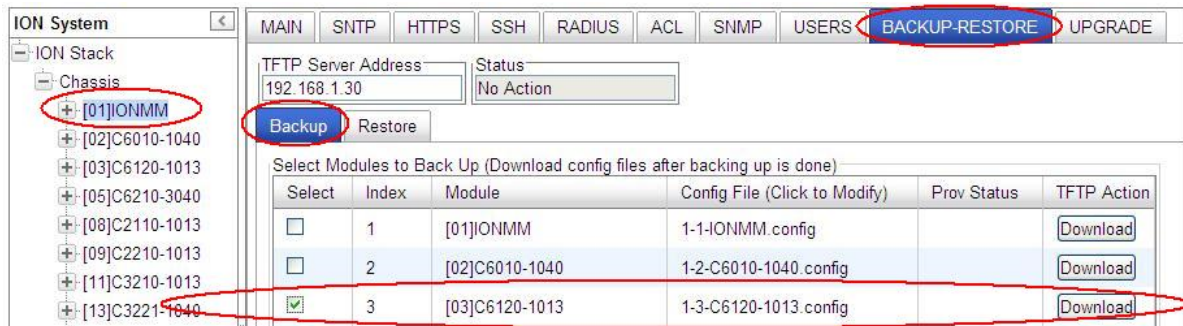 ION System
ION Stack
Chassis
[01]IONMM
[02]C6010-1040
[03]C6120-1013
[05]C6210-3040
[08]C2110-1013
[09]C2210-1013
[11]C3210-1013
[13]C3221-1040
MAIN SNTP HTTPS SSH RADIUS ACL SNMP USERS BACKUP-RESTORE UPGRADE
TFTP Server Address Status
192.168.1.30 No Action
Backup Restore
Select Modules to Back Up (Download config files after backing up is done)
Select Index Module Config File (Click to Modify) Prov Status TFTP Action
1 [01]IONMM 1-1-IONMM.config Download
2 [02]C6010-1040 1-2-C6010-1040.config Download
3 [03]C6120-1013 1-3-C6120-1013.config Download